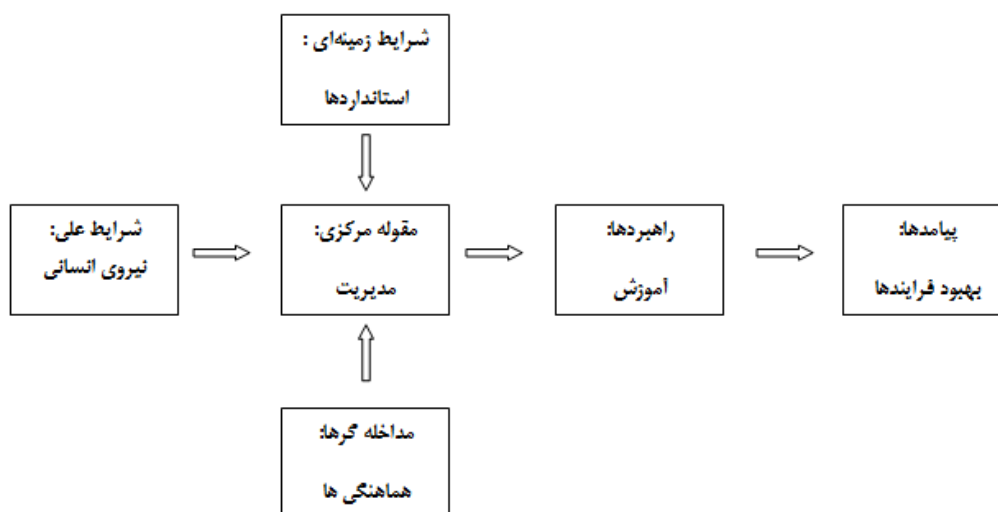 شرایط زمینه‌ای :
استانداردها
شرایط علی:
نیروی انسانی
مقوله مرکزی:
مدیریت
راهبردها:
آموزش
پیامدها:
بهبود فرایندها
مداخله گرها:
هماهنگی ها